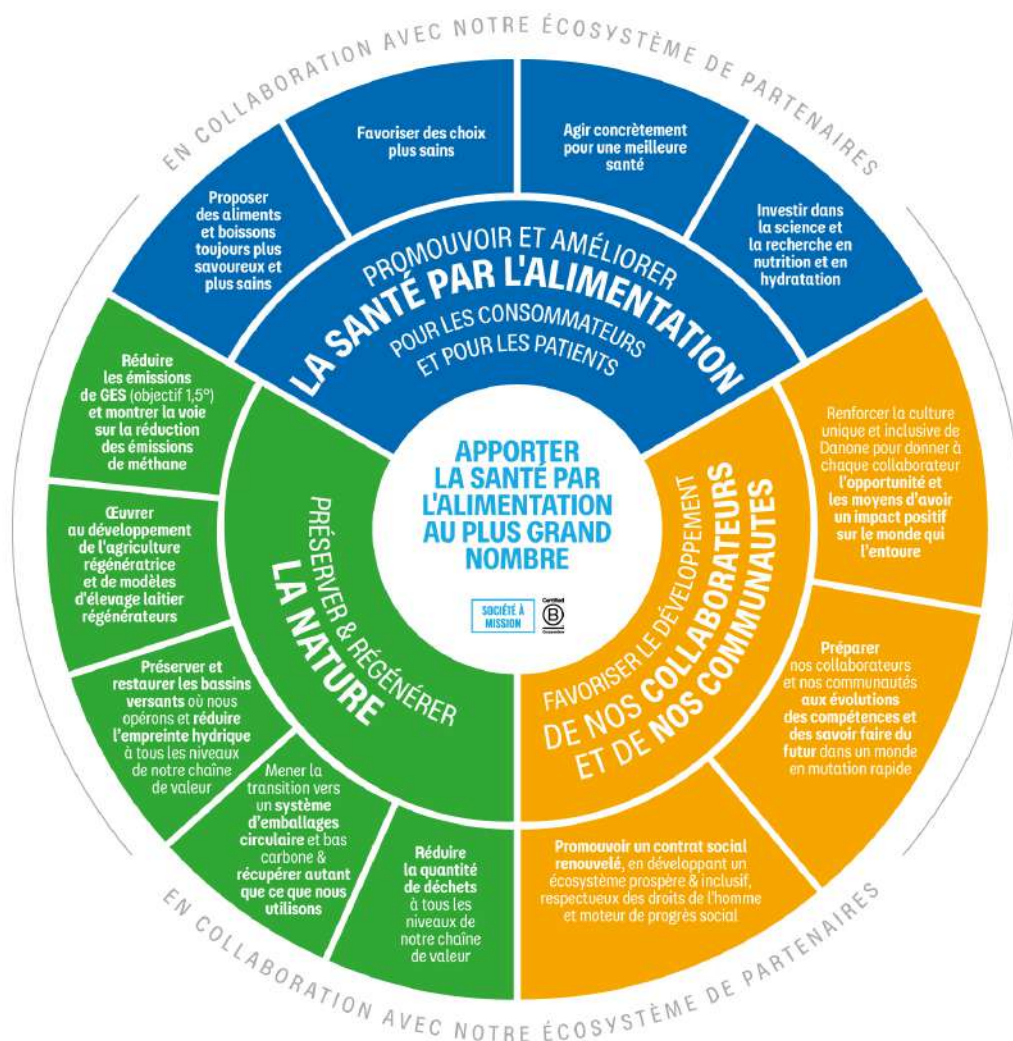 EN COLLABORATION AVEC NOTRE ÉCOSYSTÈME DE PARTENAIRES
Proposer
des aliments
et boissons
toujours plus
savoureux et
plus sains
Favoriser des choix
plus sains
Agir concrètement
pour une meilleure
santé
Investir dans
la science et
la recherche en
nutrition et en
hydratation
PROMOUVOIR ET AMÉLIORER
LA SANTÉ PAR L'ALIMENTATION
POUR LES CONSOMMATEURS
ET POUR LES PATIENTS
Réduire
les émissions
de GES (objectif 1,5°)
et montrer la voie
sur la réduction
des émissions
de méthane
Œuvrer
au développement
de l'agriculture
régénératrice
et de modèles
d'élevage laitier
régénérateurs
Préserver et
restaurer les bassins
versants où nous
opérons et réduire
l'empreinte hydrique
à tous les niveaux
de notre chaîne
de valeur
Mener la
transition vers
un système
d'emballages
circulaire et bas
carbone &
récupérer autant
que ce que nous
utilisons
Réduire
la quantité
de déchets
à tous les
niveaux de
notre chaîne
de valeur
PRÉSERVER & RÉGÉNÉRER
LA NATURE
APPORTER
LA SANTÉ PAR
L'ALIMENTATION
AU PLUS GRAND
NOMBRE
SOCIÉTÉ À
MISSION
Certified
B
Corporation
FAVORISER LE DÉVELOPPEMENT
DE NOS COLLABORATEURS
ET DE NOS COMMUNAUTES
Renforcer la culture
unique et inclusive de
Danone pour donner à
chaque collaborateur
l'opportunité et
les moyens d'avoir
un impact positif
sur le monde qui
l'entoure
Préparer
nos collaborateurs
et nos communautés
aux évolutions
des compétences et
des savoir faire du
futur dans un monde
en mutation rapide
Promouvoir un contrat social
renouvelé, en développant un
écosystème prospère & inclusif,
respectueux des droits de l'homme
et moteur de progrès social
EN COLLABORATION AVEC NOTRE ÉCOSYSTÈME DE PARTENAIRES